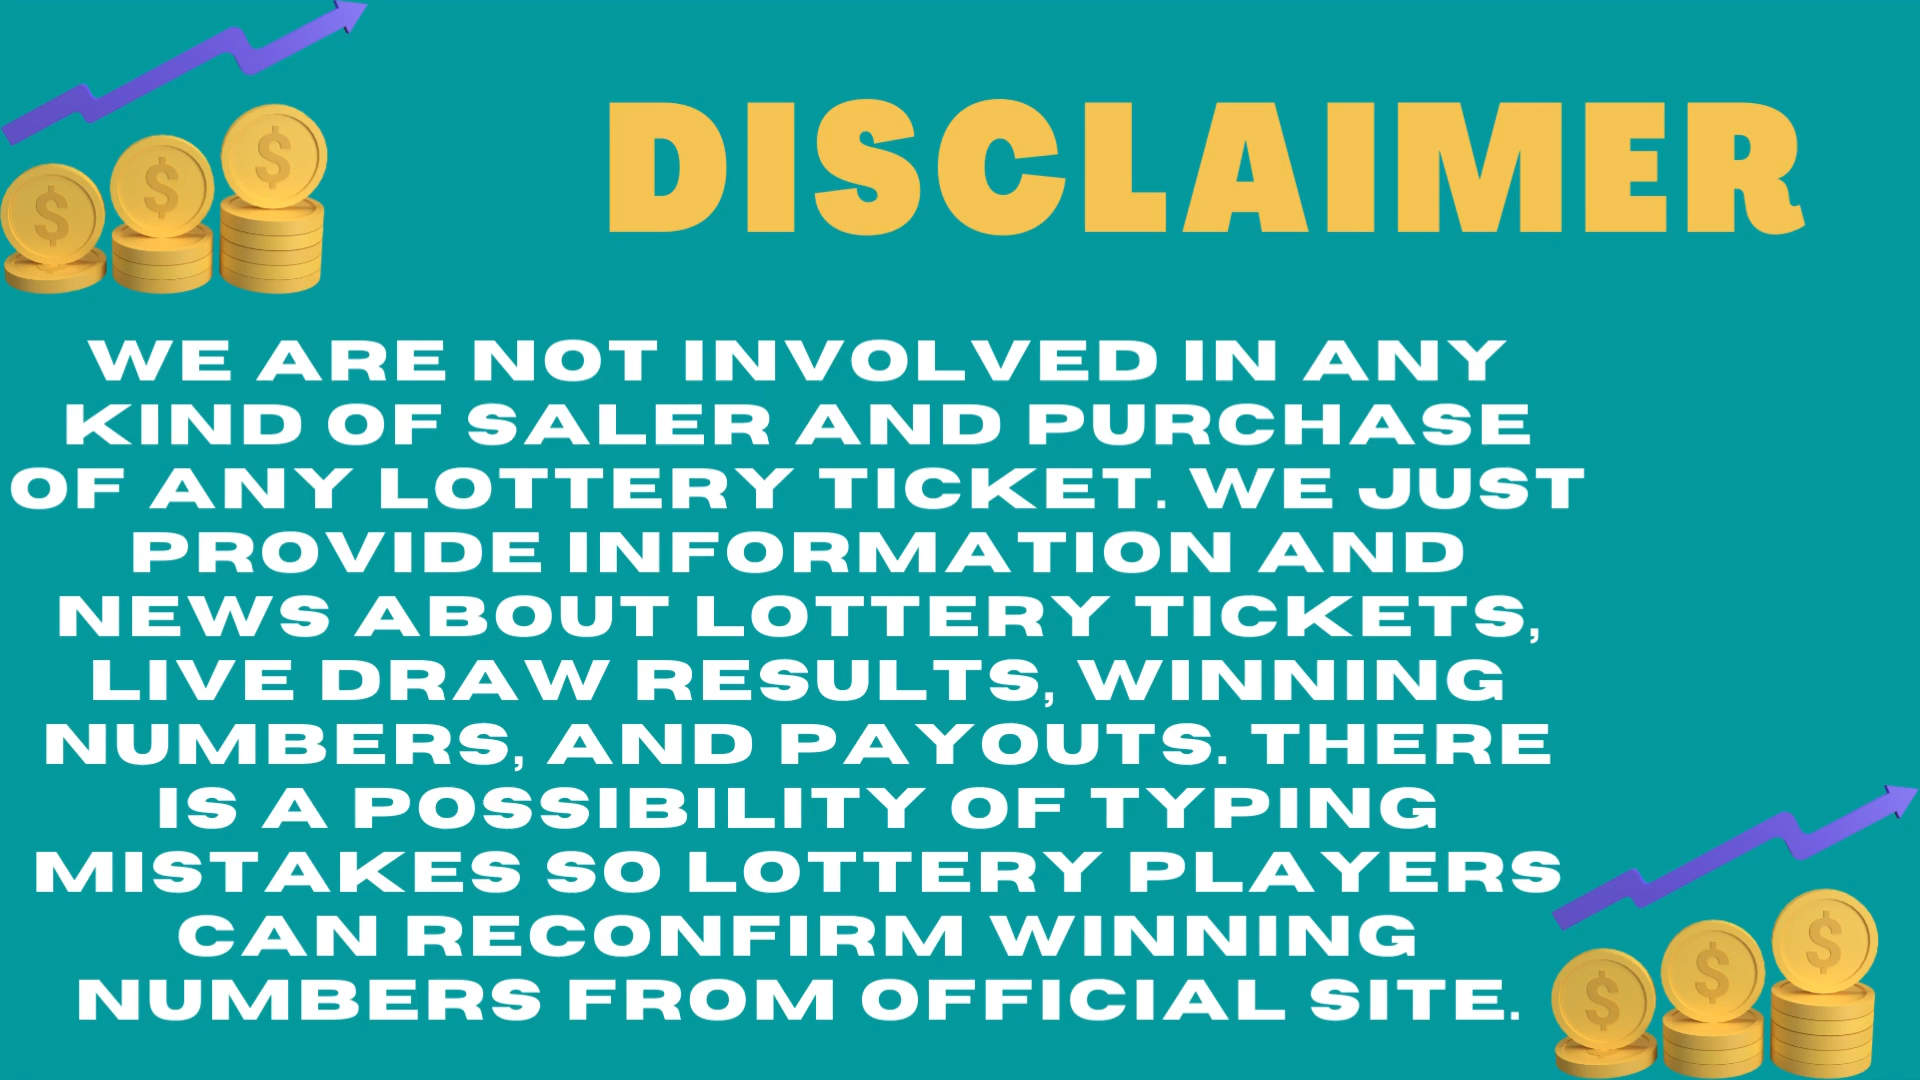 DISCLAIMER
WE ARE NOT INVOLVED IN ANY
KIND OF SALER AND PURCHASE
OF ANY LOTTERY TICKET. WE JUST
PROVIDE INFORMATION AND
NEWS ABOUT LOTTERY TICKETS,
LIVE DRAW RESULTS, WINNING
NUMBERS, AND PAYOUTS. THERE
IS A POSSIBILITY OF TYPING
MISTAKES SO LOTTERY PLAYERS
CAN RECONFIRM WINNING
NUMBERS FROM OFFICIAL SITE.